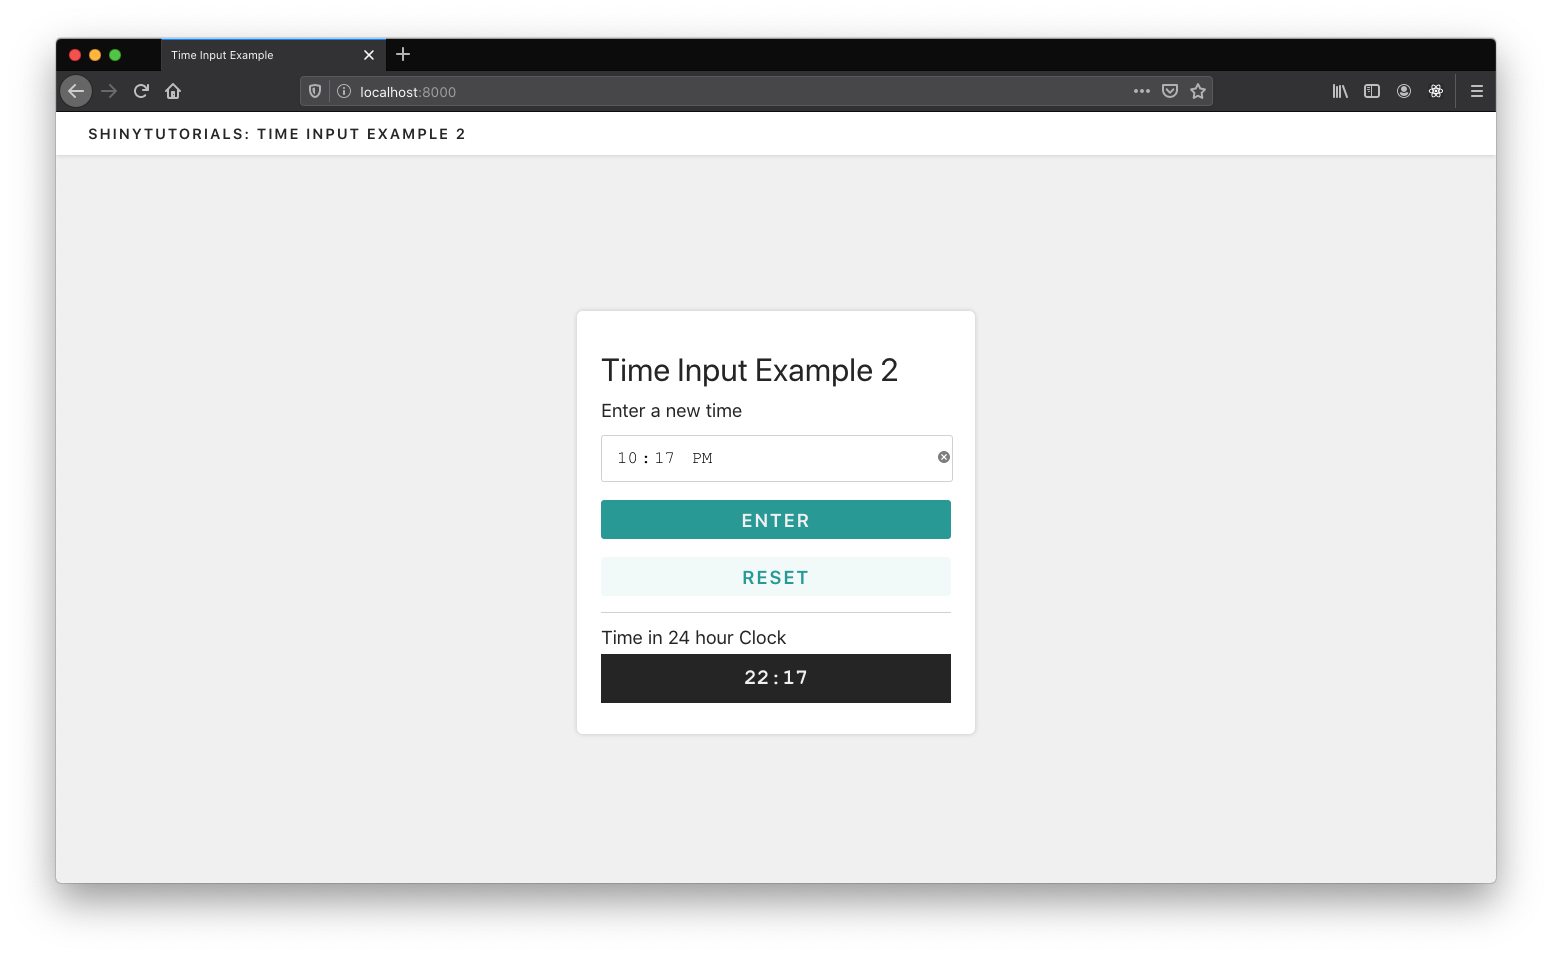 Time Input Example
localhost:8000
SHINYTUTORIALS: TIME INPUT EXAMPLE 2
Time Input Example 2
Enter a new time
10:17 PM
ENTER
RESET
Time in 24 hour Clock
22:17